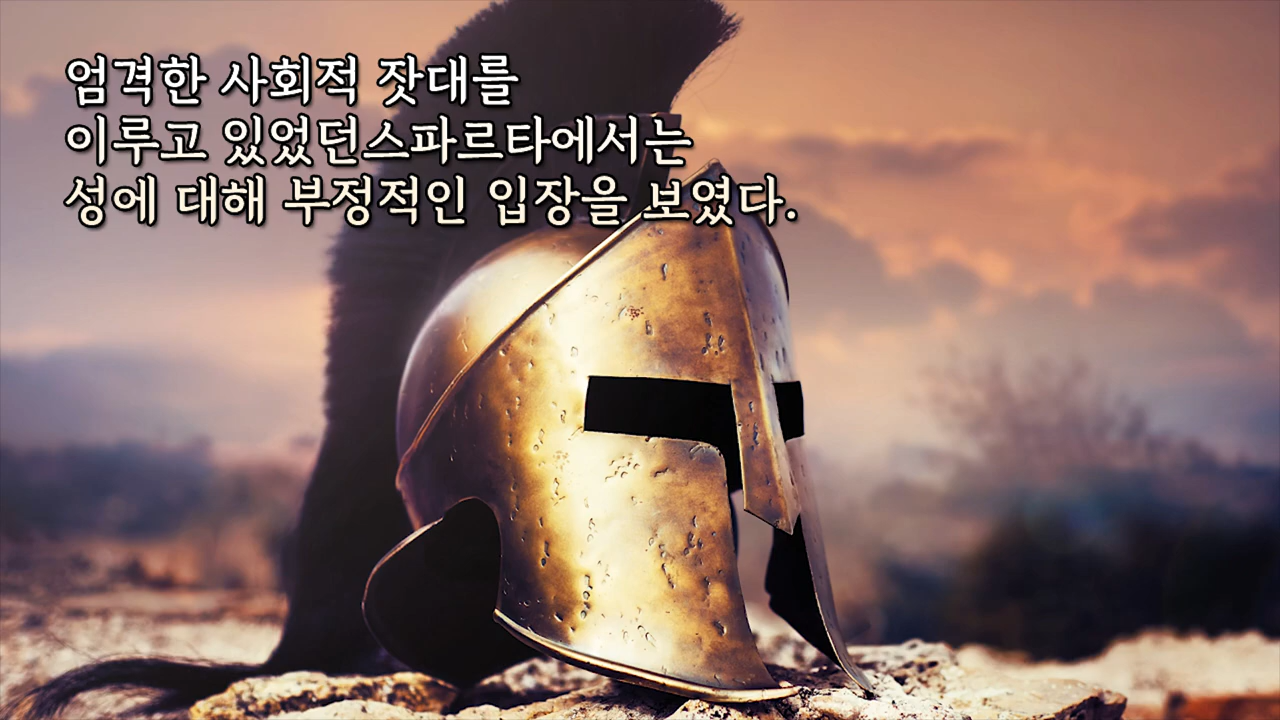 엄격한 사회적 잣대를
이루고 있었던스파르타에서는
성에 대해 부정적인 입장을 보였다.